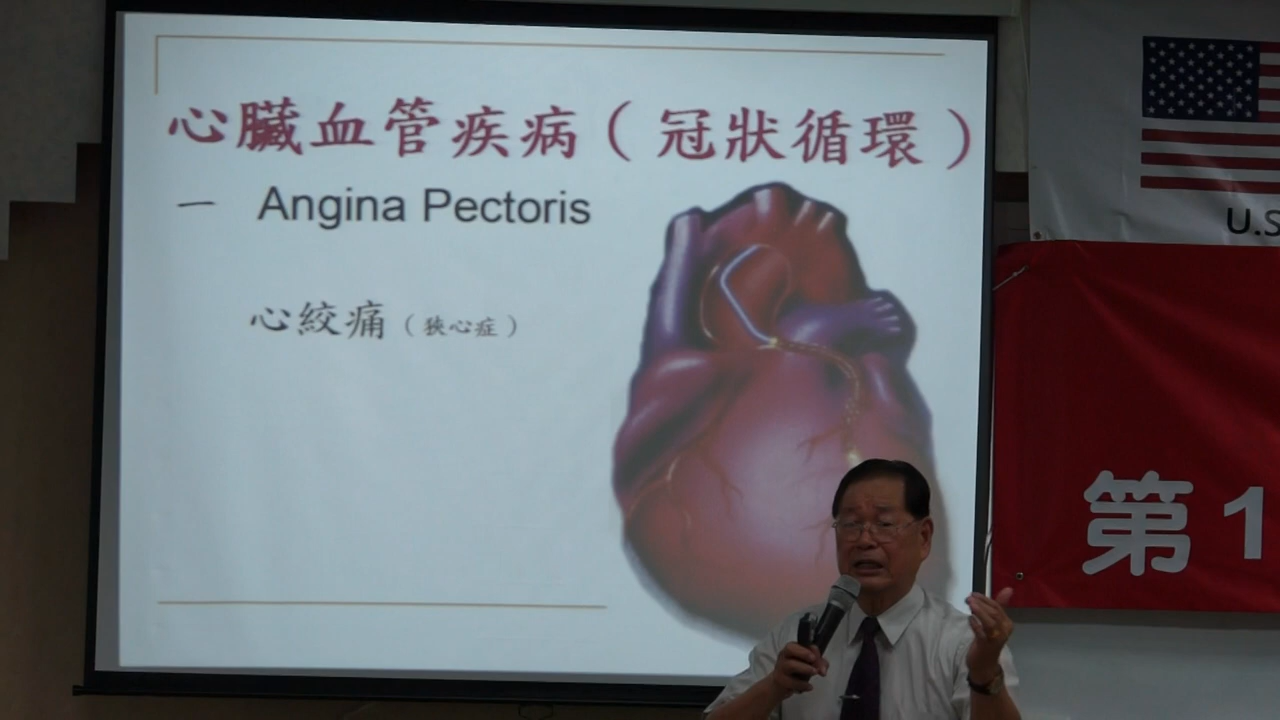 心臟血管疾病（冠狀循環）
一 Angina Pectoris
心絞痛（狹心症）
U.S
第 1